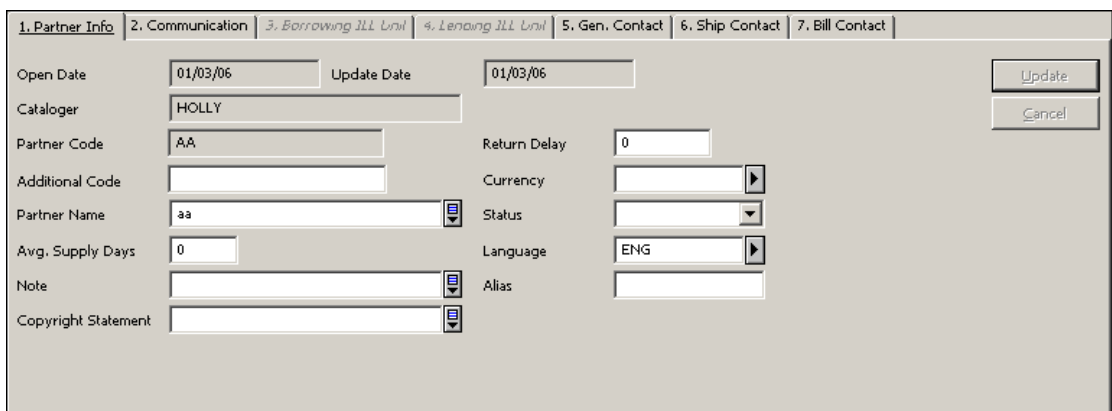 1. Partner Info 2. Communication 3. Borrowing ILL Unit 4. Lending ILL Unit 5. Gen. Contact 6. Ship Contact 7. Bill Contact
Open Date 01/03/06 Update Date 01/03/06 Update
Cataloger HOLLY Cancel
Partner Code AA Return Delay 0
Additional Code Currency
Partner Name aa Status
Avg. Supply Days 0 Language ENG
Note Alias
Copyright Statement